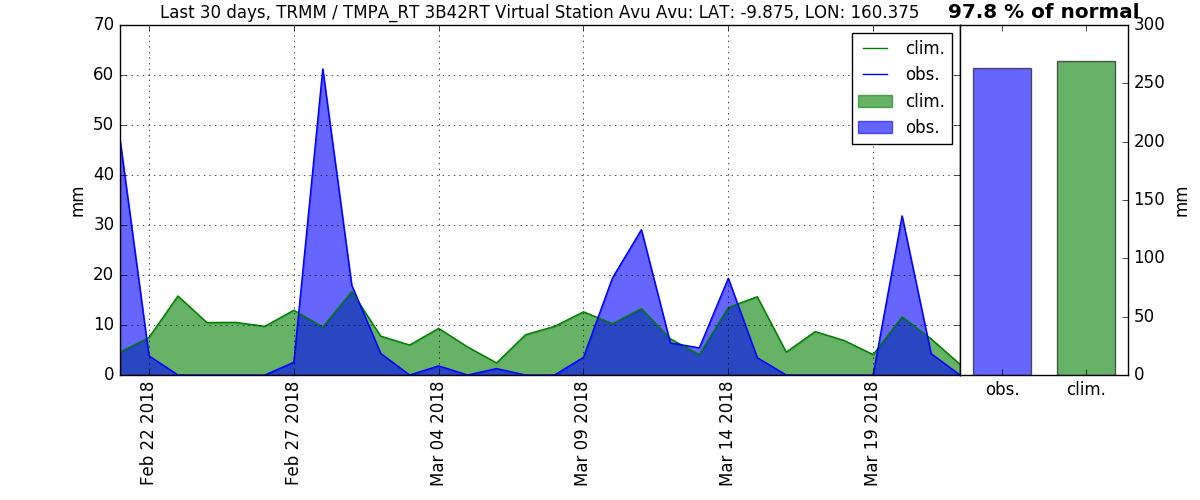 Last 30 days, TRMM / TMPA_RT 3B42RT Virtual Station Avu Avu: LAT: -9.875, LON: 160.375
97.8 % of normal
70
60
50
40
30
20
10
0
mm
clim.
obs.
clim.
obs.
Feb 22 2018
Feb 27 2018
Mar 04 2018
Mar 09 2018
Mar 14 2018
Mar 19 2018
300
250
200
150
100
50
0
mm
obs.
clim.